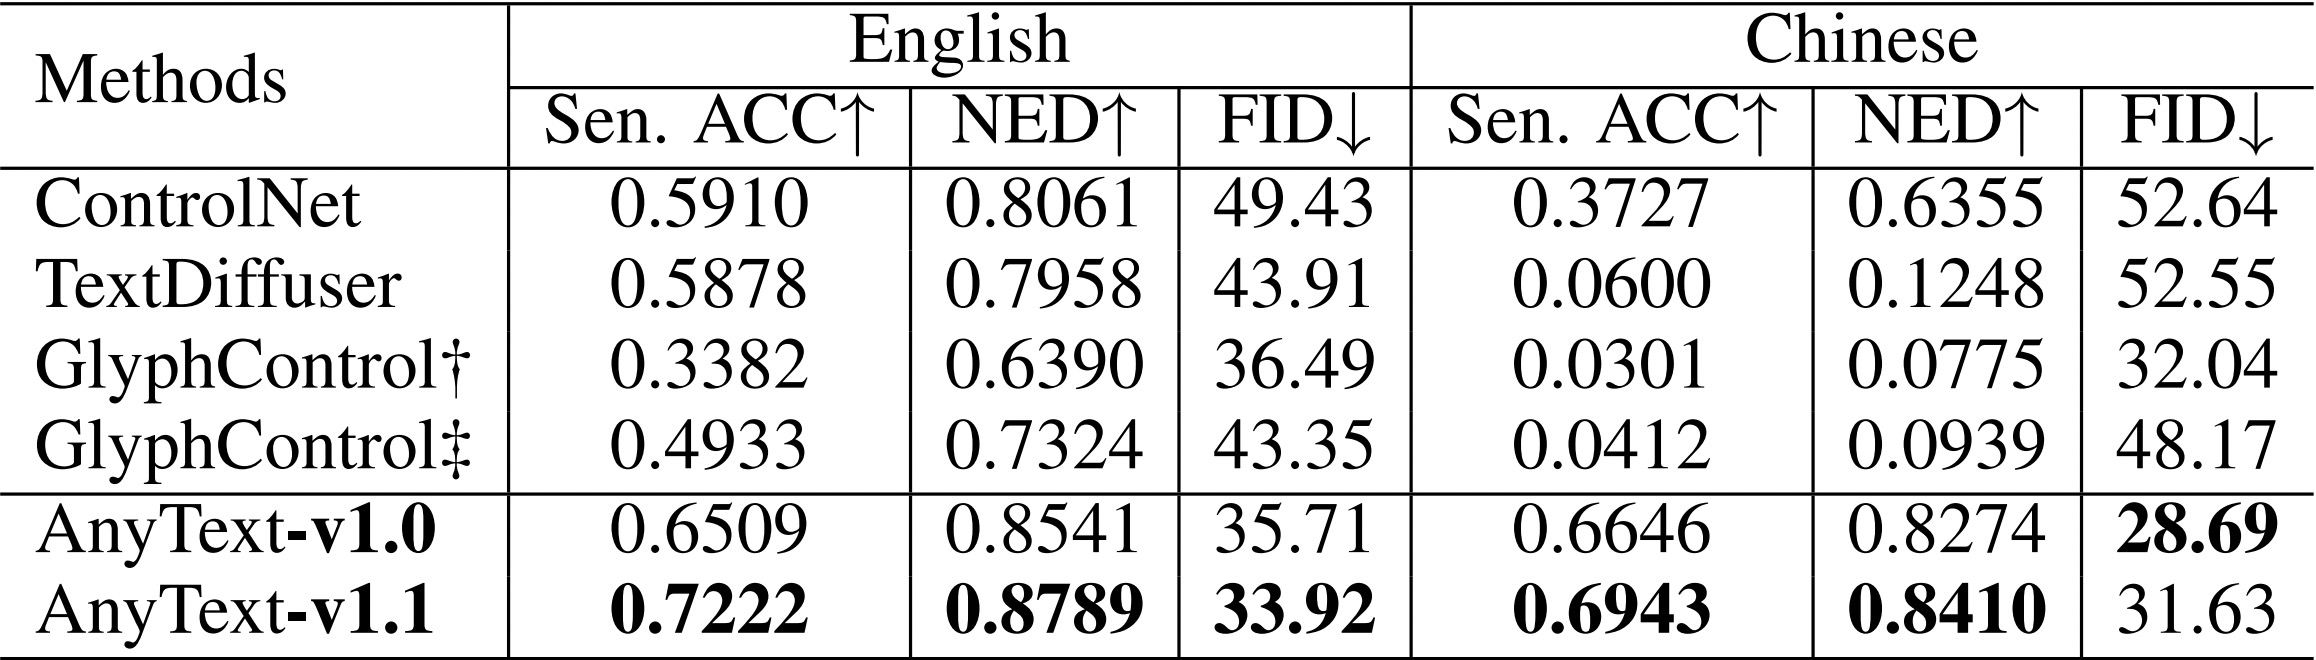 Methods English Chinese
Sen. ACC↑ NED↑ FID↓ Sen. ACC↑ NED↑ FID↓
ControlNet 0.5910 0.8061 49.43 0.3727 0.6355 52.64
TextDiffuser 0.5878 0.7958 43.91 0.0600 0.1248 52.55
GlyphControl† 0.3382 0.6390 36.49 0.0301 0.0775 32.04
GlyphControl‡ 0.4933 0.7324 43.35 0.0412 0.0939 48.17
AnyText-v1.0 0.6509 0.8541 35.71 0.6646 0.8274 28.69
AnyText-v1.1 0.7222 0.8789 33.92 0.6943 0.8410 31.63